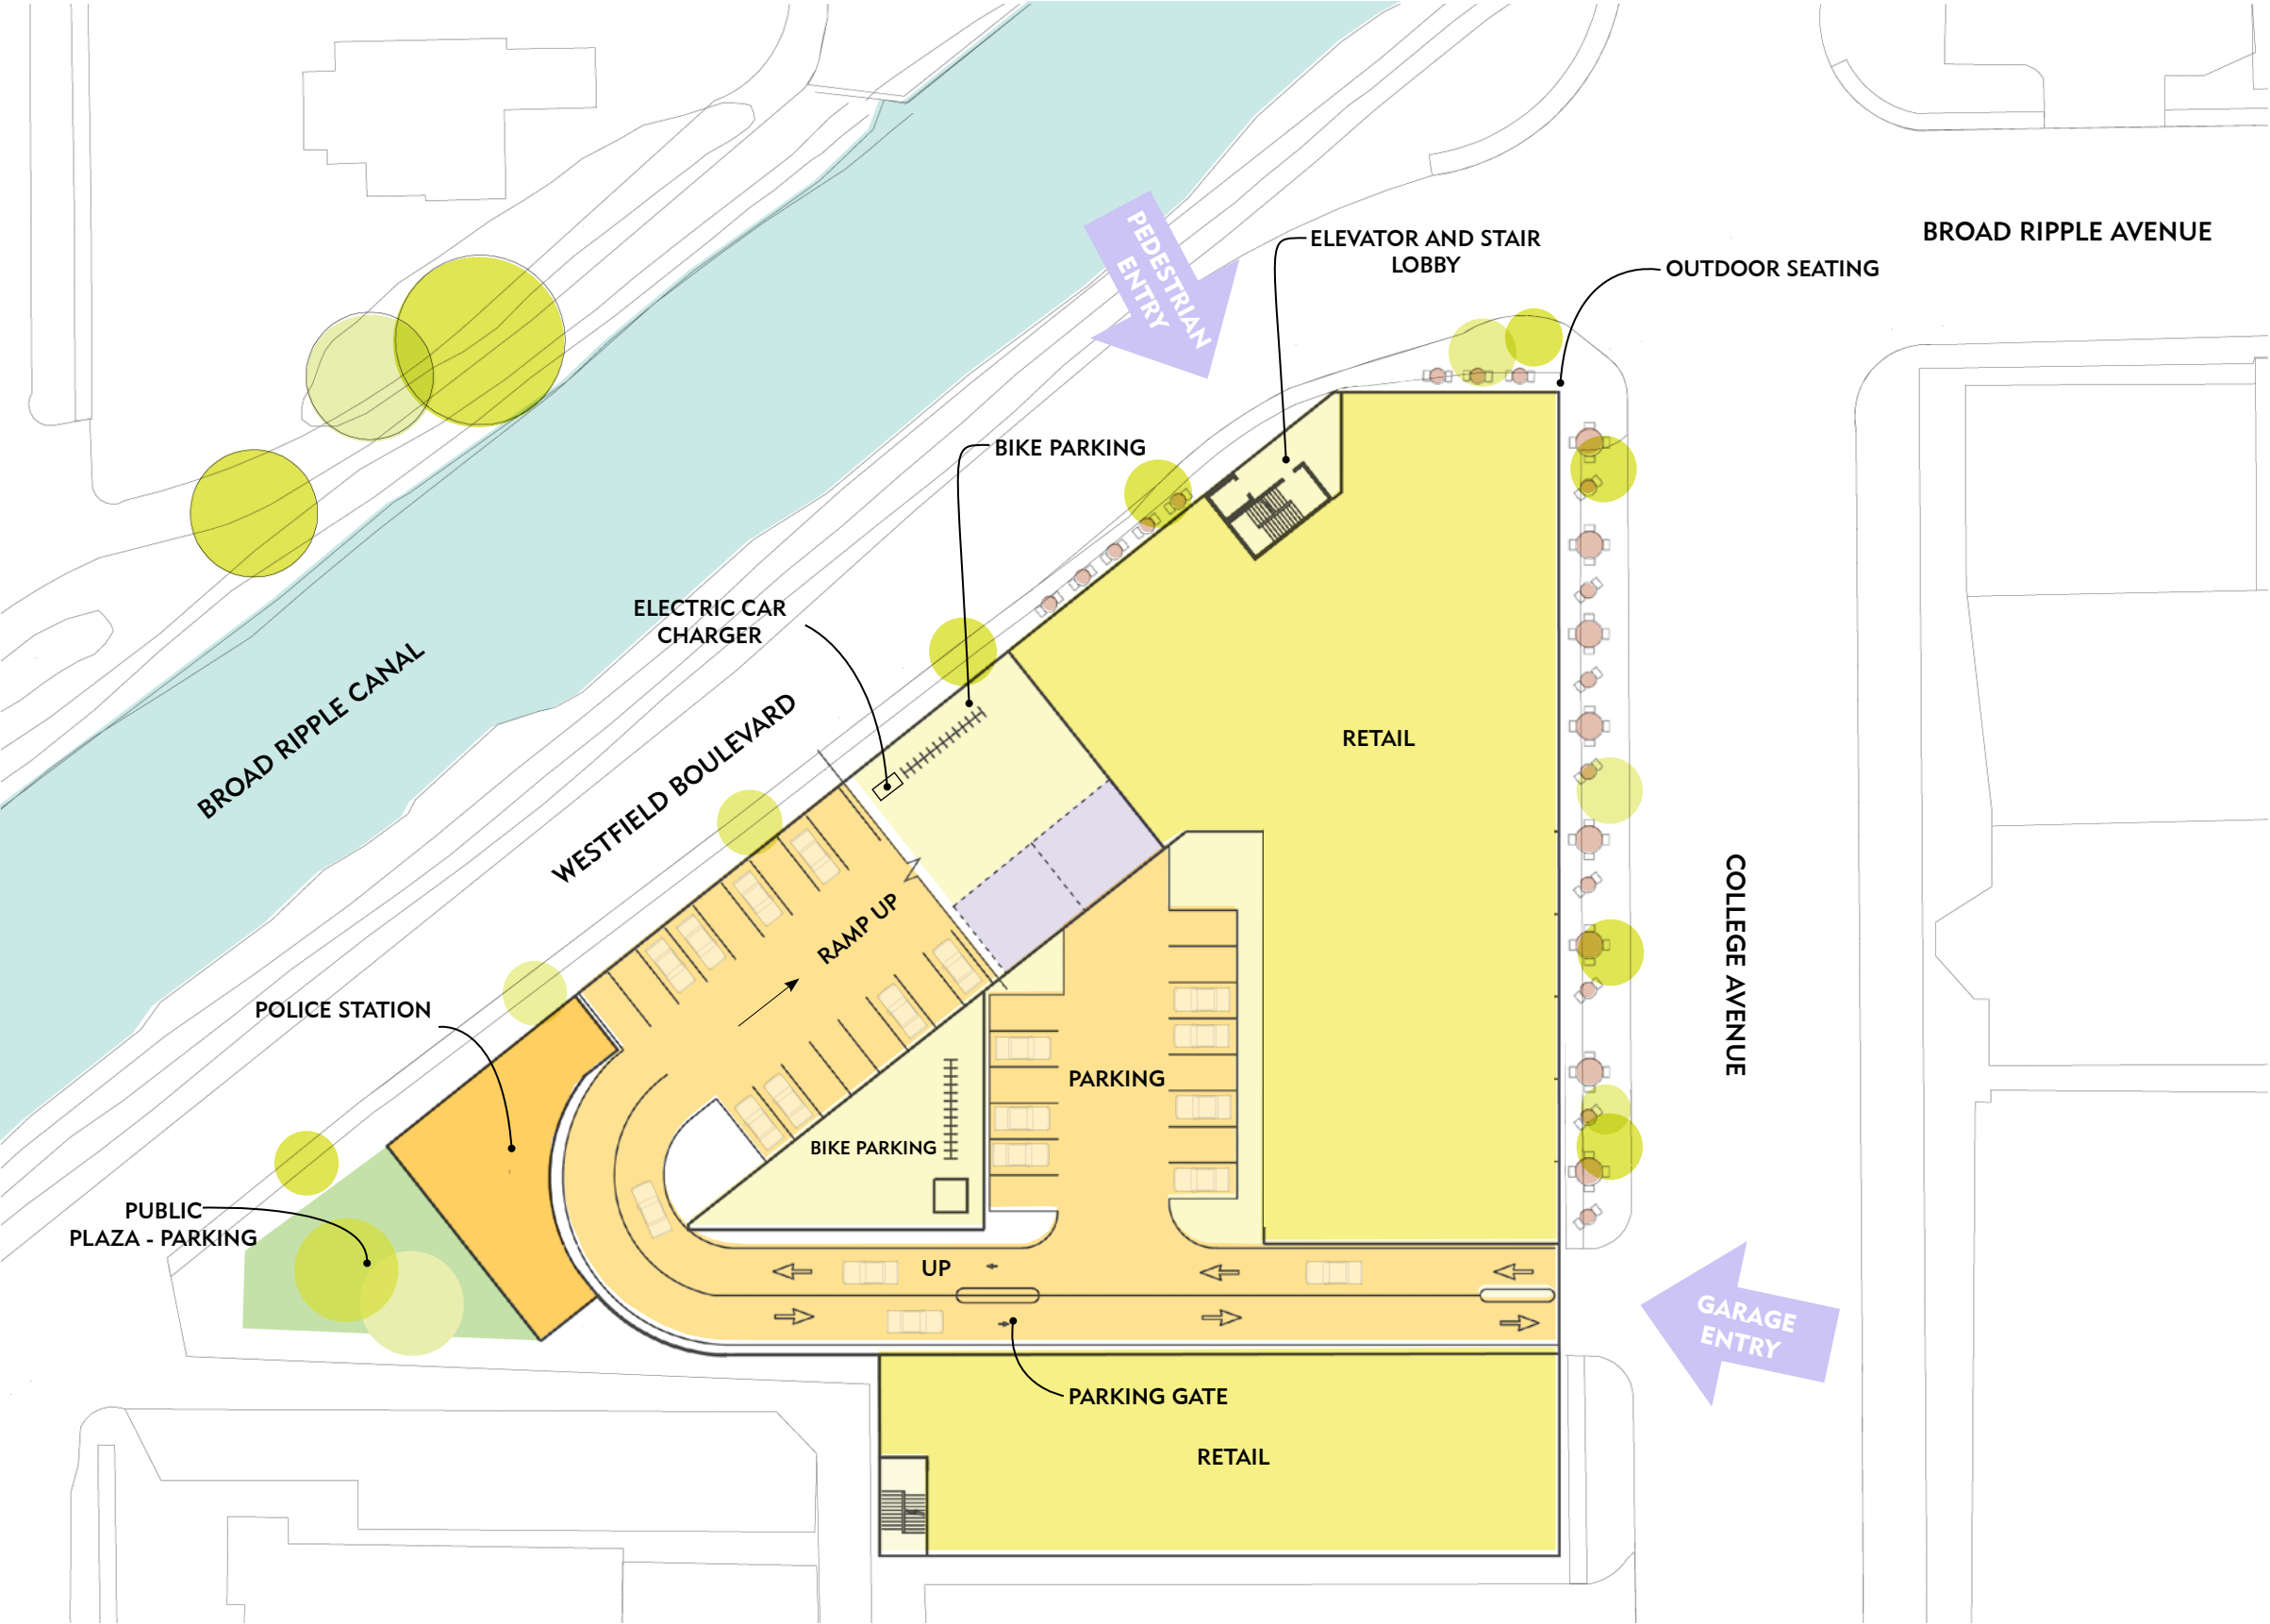 PEDESTRIAN
ENTRY
ELEVATOR AND STAIR
LOBBY
BROAD RIPPLE AVENUE
OUTDOOR SEATING
BIKE PARKING
ELECTRIC CAR
CHARGER
BROAD RIPPLE CANAL
WESTFIELD BOULEVARD
RETAIL
COLLEGE AVENUE
RAMP UP
POLICE STATION
PARKING
BIKE PARKING
PUBLIC
PLAZA - PARKING
UP
GARAGE
ENTRY
PARKING GATE
RETAIL